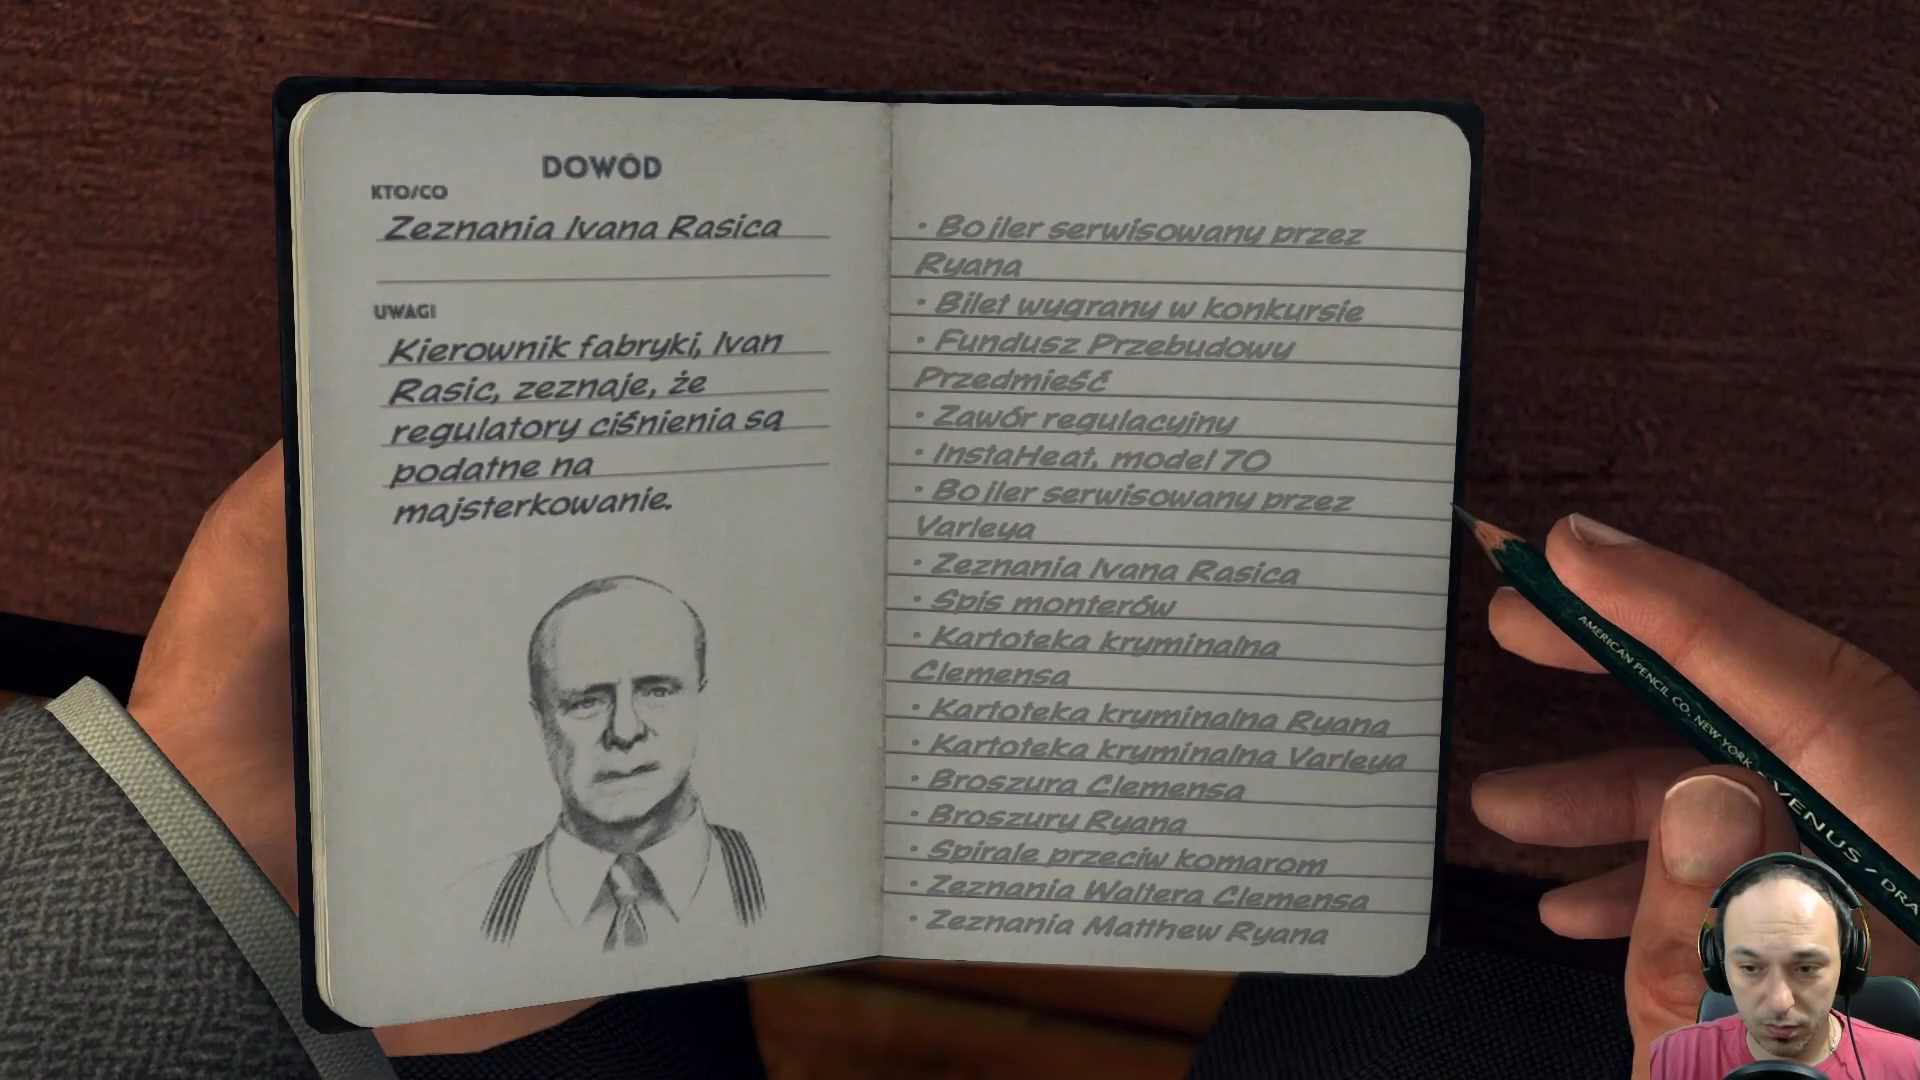 DOWÓD
KTO/CO
Zeznania Ivana Rasica
UWAGI
Kierownik fabryki, Ivan
Rasic, zeznaje, że
regulatory ciśnienia są
podatne na
majsterkowanie.
• Bojler serwisowany przez
Ryana
• Bilet wygrany w konkursie
• Fundusz Przebudowy
Przedmieść
• Zawór regulacyjny
• InstaHeat, model 70
• Bojler serwisowany przez
Varleya
• Zeznania Ivana Rasica
• Spis monterów
• Kartoteka kryminalna
Clemensa
• Kartoteka kryminalna Ryana
• Kartoteka kryminalna Varleya
• Broszura Clemensa
• Broszury Ryana
• Spirale przeciw komarom
• Zeznania Waltera Clemensa
• Zeznania Matthew Ryana
AMERICAN PENCIL CO. NEW YORK
VENUS / DRA